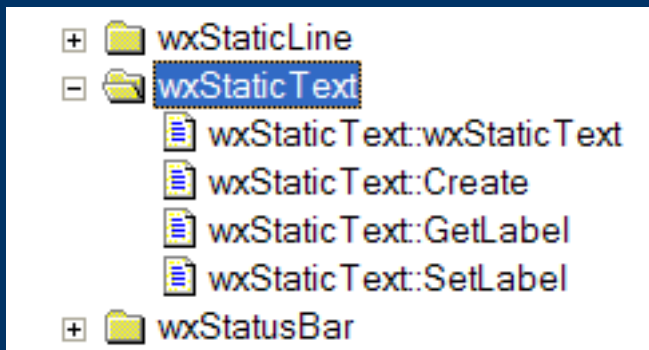 wxStaticLine
wxStaticText
wxStaticText::wxStaticText
wxStaticText::Create
wxStaticText::GetLabel
wxStaticText::SetLabel
wxStatusBar